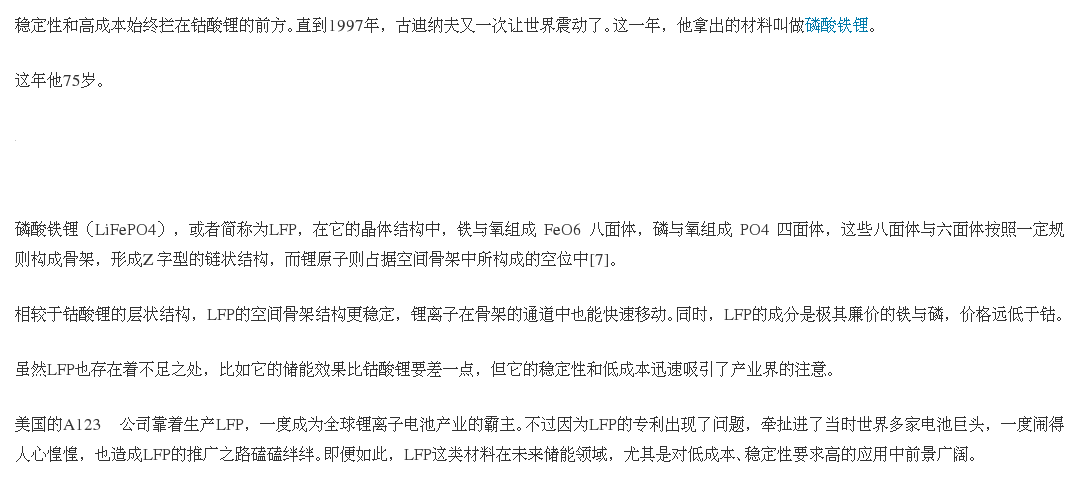 稳定性和高成本始终拦在钴酸锂的前方。直到1997年，古迪纳夫又一次让世界震动了。这一年，他拿出的材料叫做磷酸铁锂。
这年他75岁。
磷酸铁锂（LiFePO4），或者简称为LFP，在它的晶体结构中，铁与氧组成 FeO6 八面体，磷与氧组成 PO4 四面体，这些八面体与六面体按照一定规
则构成骨架，形成Z 字型的链状结构，而锂原子则占据空间骨架中所构成的空位中[7]。
相较于钴酸锂的层状结构，LFP的空间骨架结构更稳定，锂离子在骨架的通道中也能快速移动。同时，LFP的成分是极其廉价的铁与磷，价格远低于钴。
虽然LFP也存在着不足之处，比如它的储能效果比钴酸锂要差一点，但它的稳定性和低成本迅速吸引了产业界的注意。
美国的A123 公司靠着生产LFP，一度成为全球锂离子电池产业的霸主。不过因为LFP的专利出现了问题，牵扯进了当时世界多家电池巨头，一度闹得
人心惶惶，也造成LFP的推广之路磕磕绊绊。即便如此，LFP这类材料在未来储能领域，尤其是对低成本、稳定性要求高的应用中前景广阔。